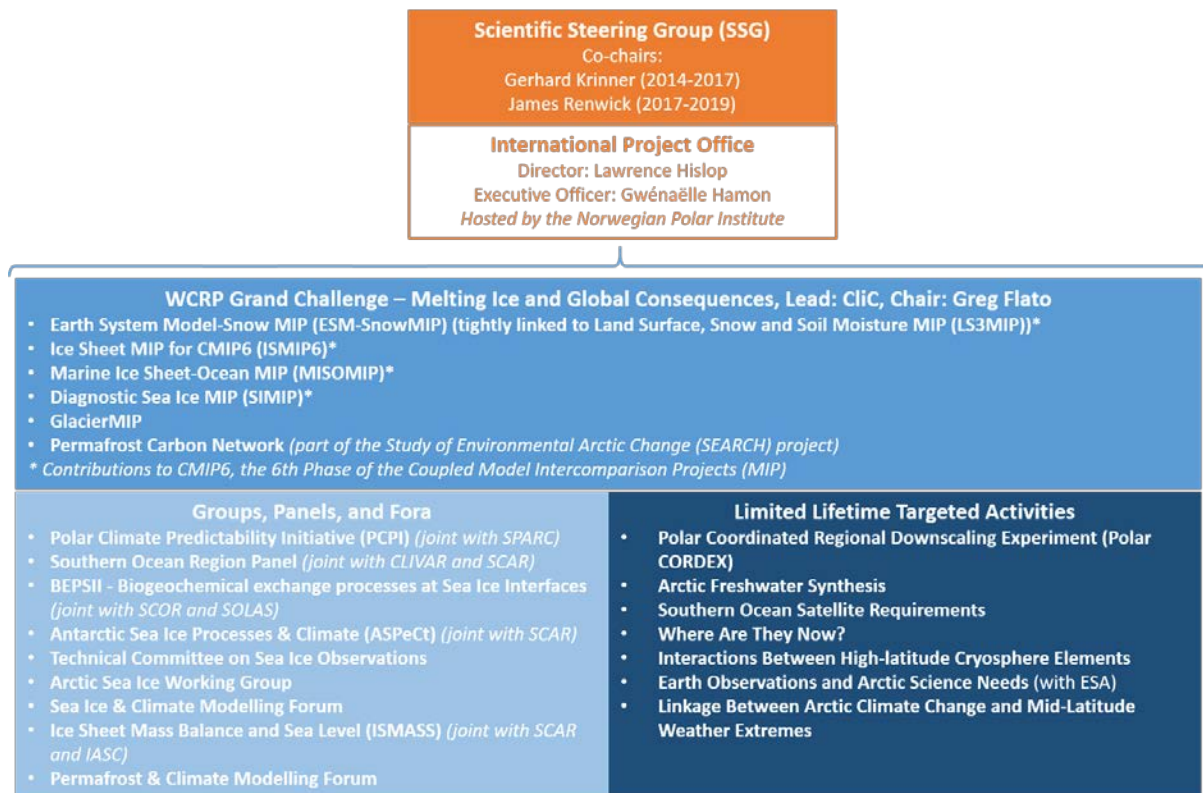 Scientific Steering Group (SSG)
Co-chairs:
Gerhard Krinner (2014-2017)
James Renwick (2017-2019)
International Project Office
Director: Lawrence Hislop
Executive Officer: Gwénaëlle Hamon
Hosted by the Norwegian Polar Institute
WCRP Grand Challenge – Melting Ice and Global Consequences, Lead: CliC, Chair: Greg Flato
• Earth System Model-Snow MIP (ESM-SnowMIP) (tightly linked to Land Surface, Snow and Soil Moisture MIP (LS3MIP))*
• Ice Sheet MIP for CMIP6 (ISMIP6)*
• Marine Ice Sheet-Ocean MIP (MISOMIP)*
• Diagnostic Sea Ice MIP (SIMIP)*
• GlacierMIP
• Permafrost Carbon Network (part of the Study of Environmental Arctic Change (SEARCH) project)
* Contributions to CMIP6, the 6th Phase of the Coupled Model Intercomparison Projects (MIP)
Groups, Panels, and Fora
• Polar Climate Predictability Initiative (PCPI) (joint with SPARC)
• Southern Ocean Region Panel (joint with CLIVAR and SCAR)
• BEPSII - Biogeochemical exchange processes at Sea Ice Interfaces
(joint with SCOR and SOLAS)
• Antarctic Sea Ice Processes & Climate (ASPeCt) (joint with SCAR)
• Technical Committee on Sea Ice Observations
• Arctic Sea Ice Working Group
• Sea Ice & Climate Modelling Forum
• Ice Sheet Mass Balance and Sea Level (ISMASS) (joint with SCAR
and IASC)
• Permafrost & Climate Modelling Forum
Limited Lifetime Targeted Activities
• Polar Coordinated Regional Downscaling Experiment (Polar
CORDEX)
• Arctic Freshwater Synthesis
• Southern Ocean Satellite Requirements
• Where Are They Now?
• Interactions Between High-latitude Cryosphere Elements
• Earth Observations and Arctic Science Needs (with ESA)
• Linkage Between Arctic Climate Change and Mid-Latitude
Weather Extremes